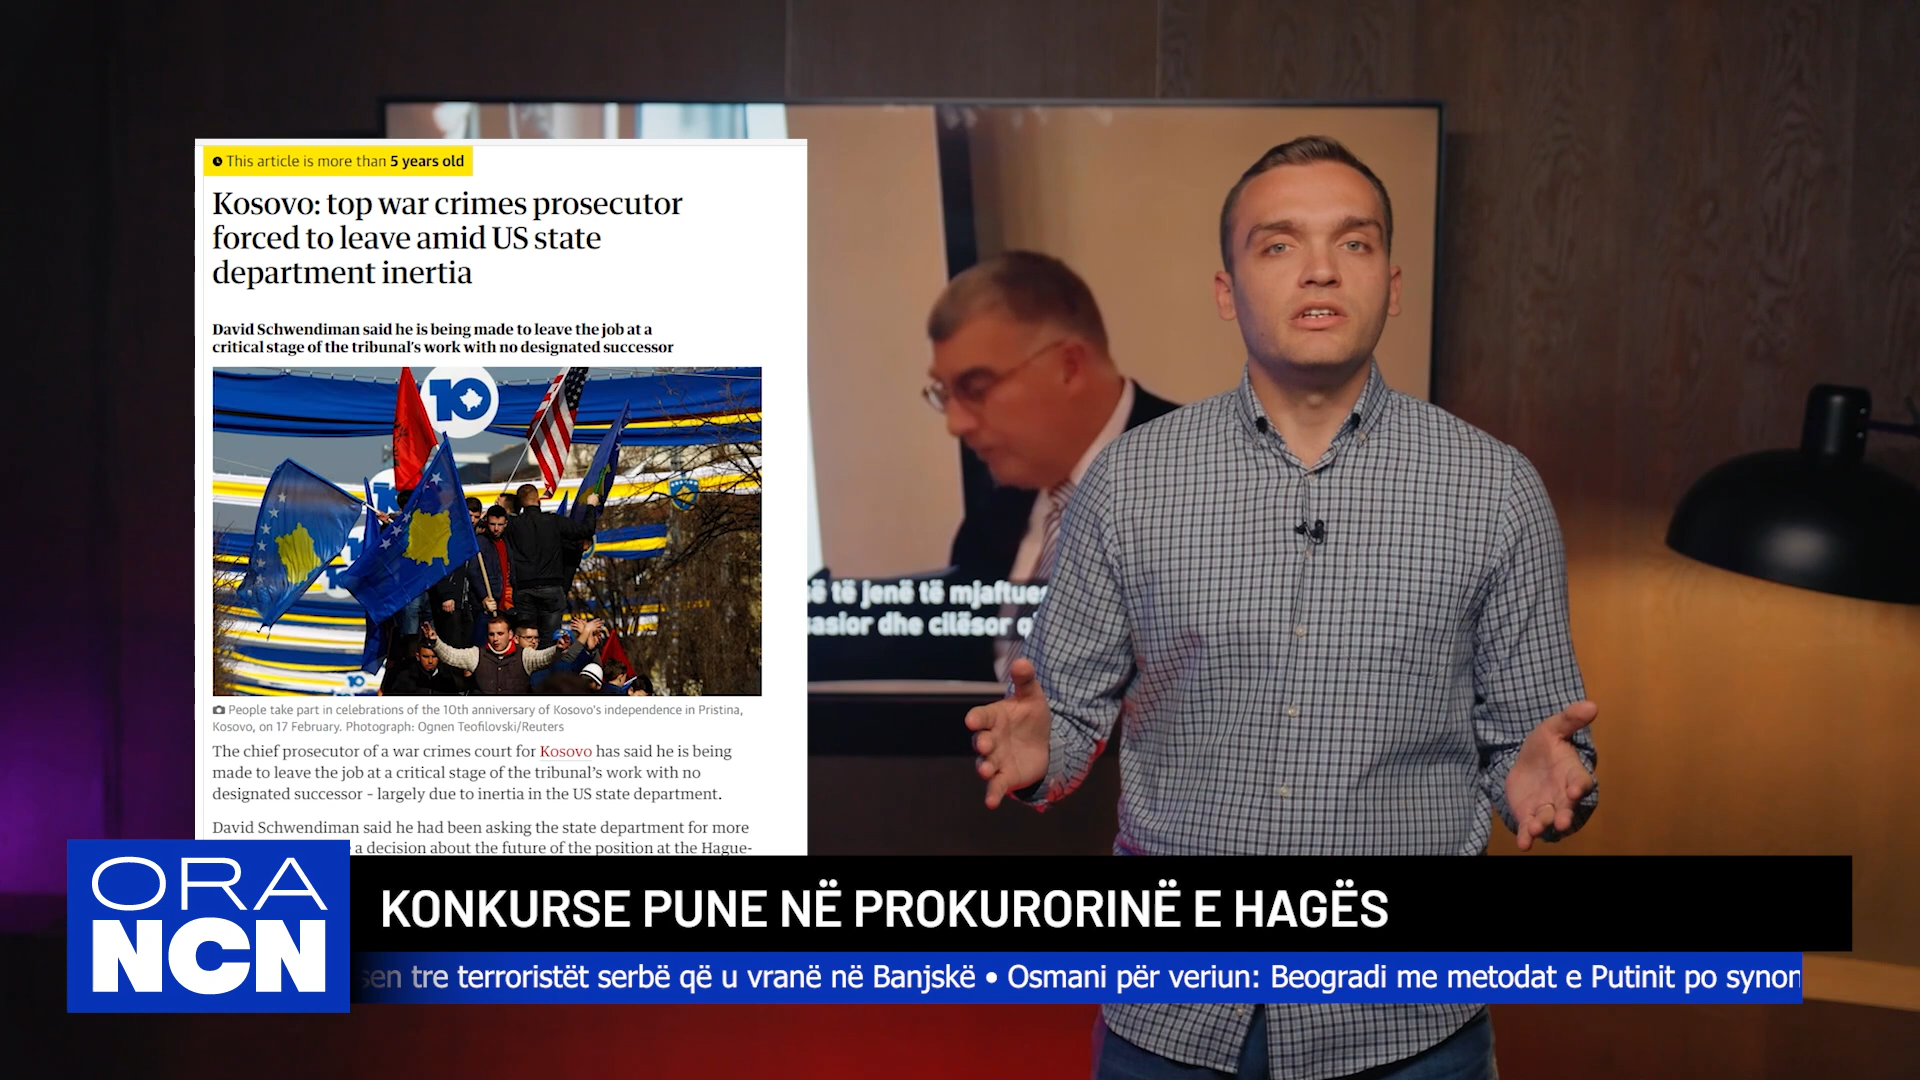 This article is more than 5 years old
Kosovo: top war crimes prosecutor
forced to leave amid US state
department inertia
David Schwendiman said he is being made to leave the job at a
critical stage of the tribunal's work with no designated successor
10
10
People take part in celebrations of the 10th anniversary of Kosovo's independence in Pristina,
Kosovo, on 17 February. Photograph: Ognen Teofilovski/Reuters
The chief prosecutor of a war crimes court for Kosovo has said he is being
made to leave the job at a critical stage of the tribunal's work with no
designated successor – largely due to inertia in the US state department.
David Schwendiman said he had been asking the state department for more
a decision about the future of the position at the Hague-
të jenë të
dhe cilësor
ORA
NCN
KONKURSE PUNE NË PROKURORINË E HAGËS
tre terroristët serbë që u vranë në Banjskë • Osmani për veriun: Beogradi me metodat e Putinit po